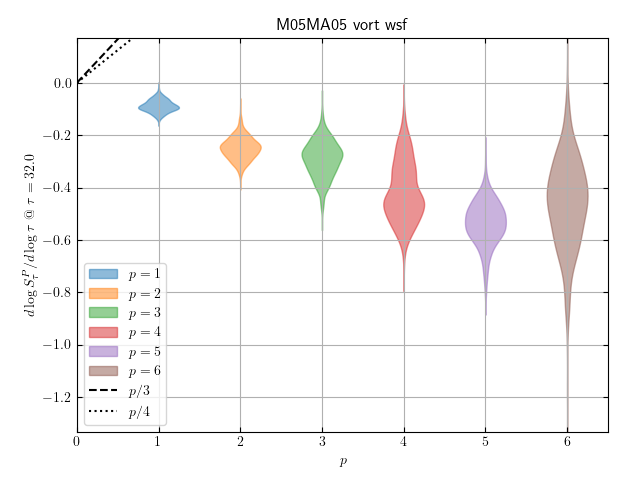 M05MA05 vort wsf
d log S_τ^P / d log τ @ τ = 32.0
0.0
−0.2
−0.4
−0.6
−0.8
−1.0
−1.2
p = 1
p = 2
p = 3
p = 4
p = 5
p = 6
p/3
p/4
0 1 2 3 4 5 6
p